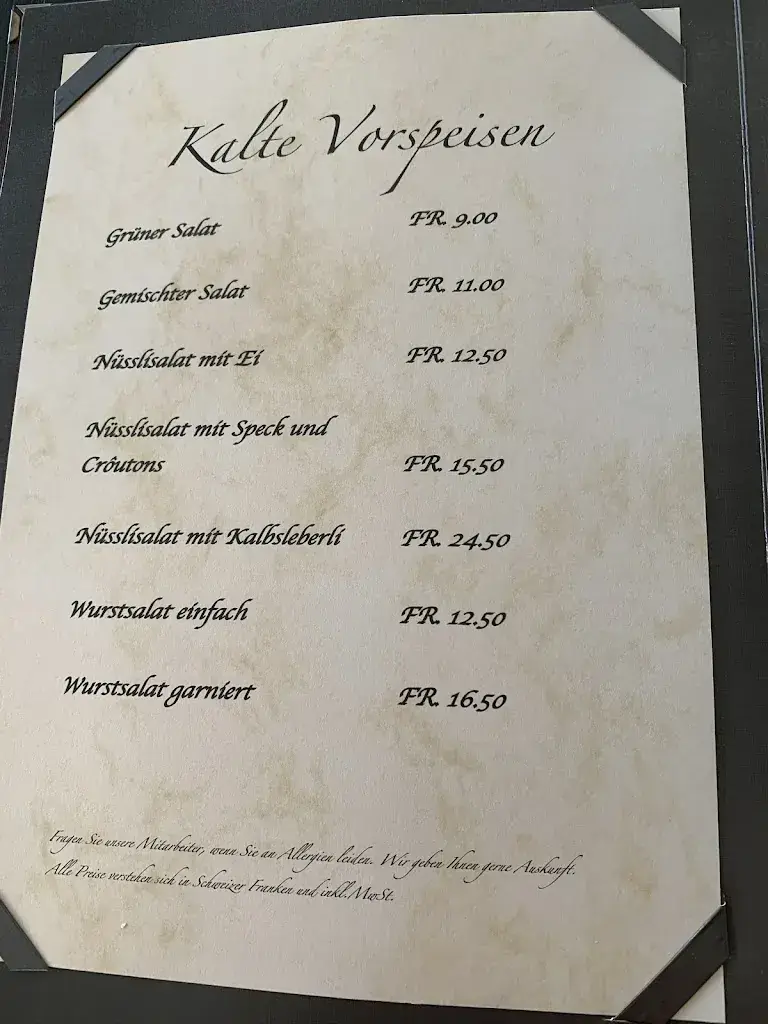 Kalte Vorspeisen
Grüner Salat FR. 9.00
Gemischter Salat FR. 11.00
Nüsslisalat mit Ei FR. 12.50
Nüsslisalat mit Speck und
Crôutons FR. 15.50
Nüsslisalat mit Kalbsleberli FR. 24.50
Wurstsalat einfach FR. 12.50
Wurstsalat garniert FR. 16.50
Fragen Sie unsere Mitarbeiter, wenn Sie an Allergien leiden. Wir geben Ihnen gerne Auskunft.
Alle Preise verstehen sich in Schweizer Franken und inkl.MwSt.